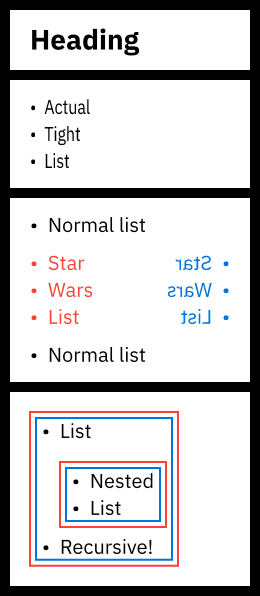 Heading
• Actual
• Tight
• List
• Normal list
• Star Star •
• Wars Wars •
• List List •
• Normal list
• List
• Nested
• List
• Recursive!